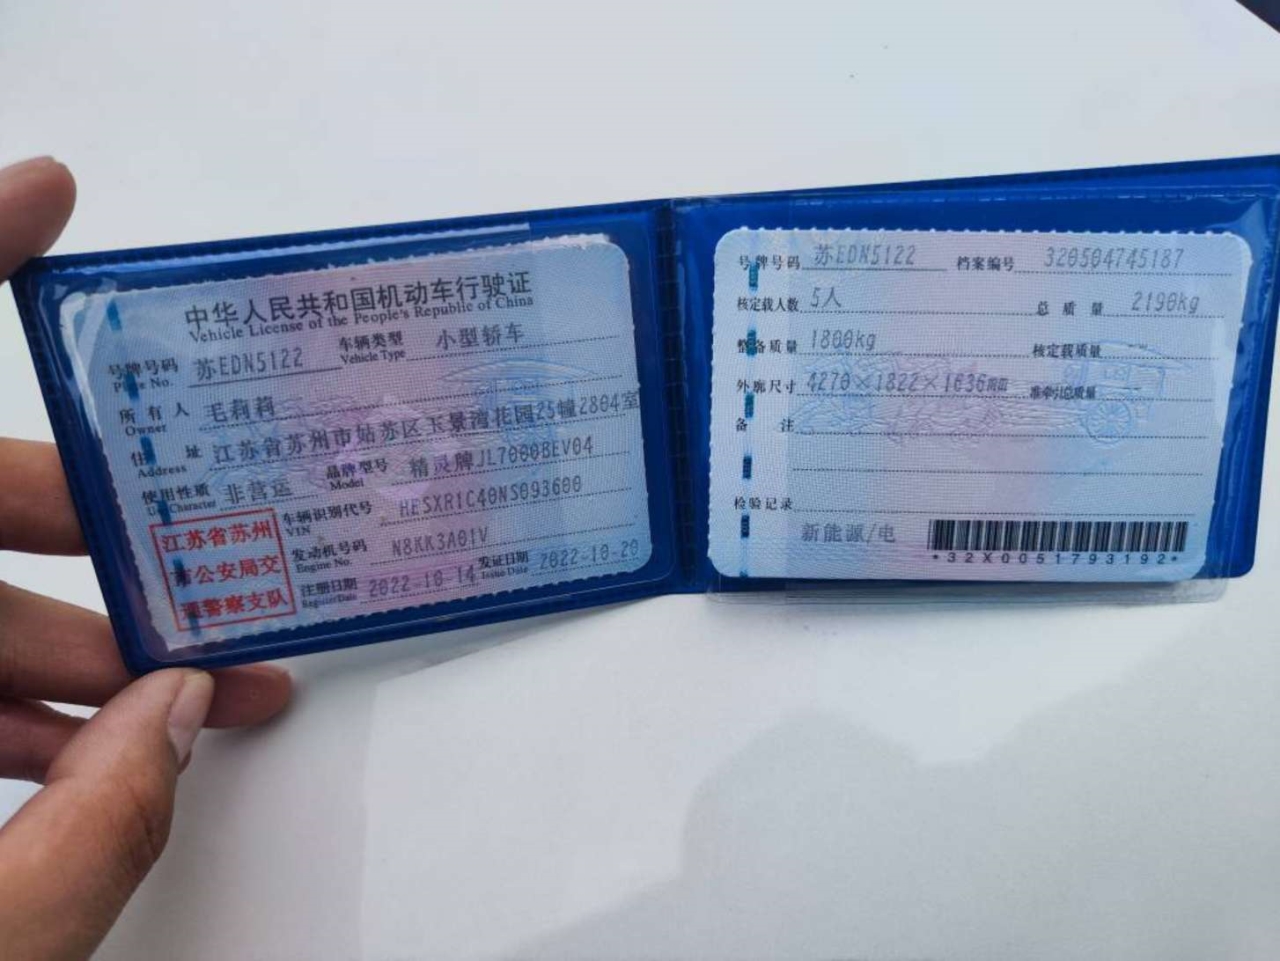 中华人民共和国机动车行驶证
Vehicle License of the People's Republic of China
号牌号码 苏EDN5122 车辆类型 小型轿车
Plate No. Vehicle Type
所有人 毛莉莉
Owner
住 址 江苏省苏州市姑苏区玉景湾花园25幢2804室
Address
使用性质 非营运 品牌型号 精灵牌JL7000BEV04
Use Character Model
江苏省苏州
市公安局交
通警察支队
车辆识别代号 HESXR1C40NS093600
VIN
发动机号码 N8KK3A01V
Engine No.
注册日期 2022-10-14 发证日期 2022-10-20
Register Date Issue Date
号牌号码 苏EDN5122 档案编号 320504745187
核定载人数 5人 总质量 2190kg
整备质量 1800kg 核定载质量
外廓尺寸 4270×1822×1636mm 准牵引总质量
备 注
检验记录
新能源/电
*32X0051793192*